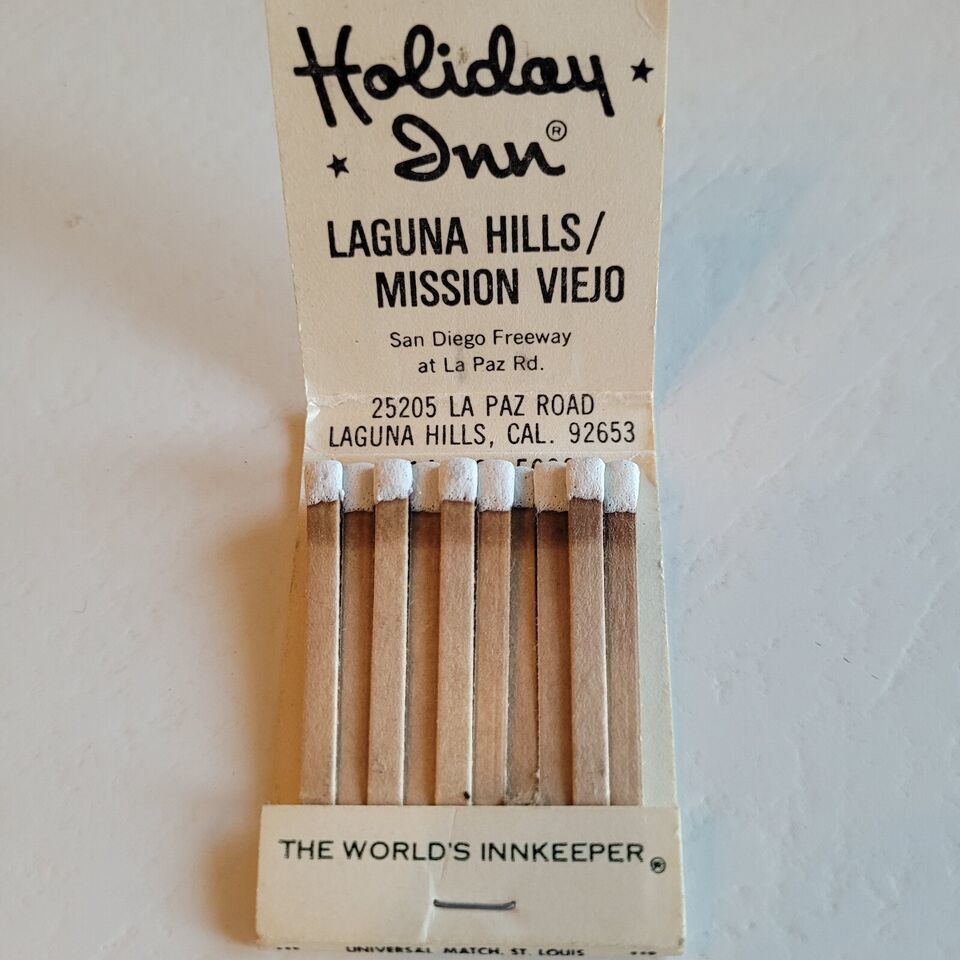 Holiday
Inn®
LAGUNA HILLS/
MISSION VIEJO
San Diego Freeway
at La Paz Rd.
25205 LA PAZ ROAD
LAGUNA HILLS, CAL. 92653
THE WORLD'S INNKEEPER®
UNIVERSAL MATCH, ST. LOUIS